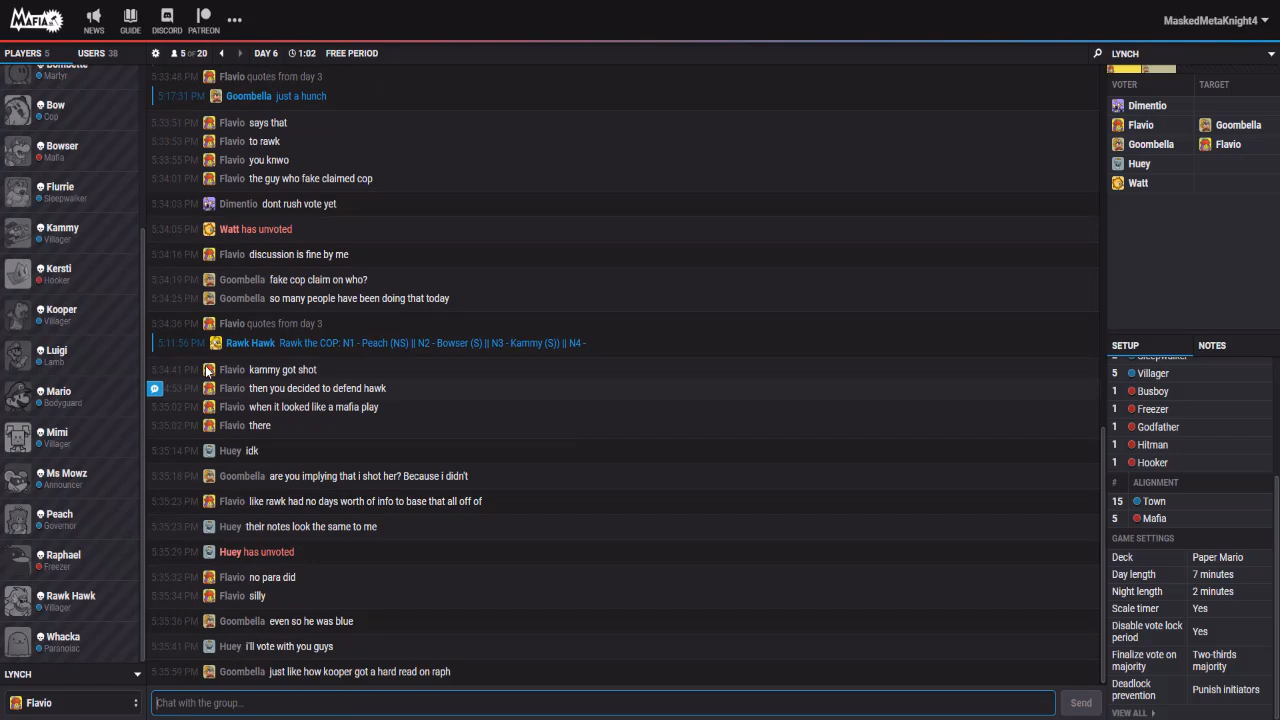 MAFIA.GG
NEWS
GUIDE
DISCORD
PATREON
MaskedMetaKnight4
PLAYERS 5
USERS 38
5 of 20
DAY 6
1:02
FREE PERIOD
LYNCH
Bombette
Martyr
Bow
Cop
Bowser
Mafia
Flurrie
Sleepwalker
Kammy
Villager
Kersti
Hooker
Kooper
Villager
Luigi
Lamb
Mario
Bodyguard
Mimi
Villager
Ms Mowz
Announcer
Peach
Governor
Raphael
Freezer
Rawk Hawk
Villager
Whacka
Paranoiac
LYNCH
Flavio
5:33:48 PM Flavio quotes from day 3
5:17:31 PM Goombella just a hunch
5:33:51 PM Flavio says that
5:33:53 PM Flavio to rawk
5:33:55 PM Flavio you knwo
5:34:01 PM Flavio the guy who fake claimed cop
5:34:03 PM Dimentio dont rush vote yet
5:34:05 PM Watt has unvoted
5:34:16 PM Flavio discussion is fine by me
5:34:19 PM Goombella fake cop claim on who?
5:34:25 PM Goombella so many people have been doing that today
5:34:36 PM Flavio quotes from day 3
5:11:56 PM Rawk Hawk Rawk the COP: N1 - Peach (NS) || N2 - Bowser (S) || N3 - Kammy (S)) || N4 -
5:34:41 PM Flavio kammy got shot
4:53 PM Flavio then you decided to defend hawk
5:35:02 PM Flavio when it looked like a mafia play
5:35:02 PM Flavio there
5:35:14 PM Huey idk
5:35:18 PM Goombella are you implying that i shot her? Because i didn't
5:35:23 PM Flavio like rawk had no days worth of info to base that all off of
5:35:23 PM Huey their notes look the same to me
5:35:29 PM Huey has unvoted
5:35:32 PM Flavio no para did
5:35:34 PM Flavio silly
5:35:36 PM Goombella even so he was blue
5:35:41 PM Huey i'll vote with you guys
5:35:59 PM Goombella just like how kooper got a hard read on raph
Chat with the group...
Send
VOTER TARGET
Dimentio
Flavio Goombella
Goombella Flavio
Huey
Watt
SETUP
NOTES
Sleepwalker
5 Villager
1 Busboy
1 Freezer
1 Godfather
1 Hitman
1 Hooker
# ALIGNMENT
15 Town
5 Mafia
GAME SETTINGS
Deck Paper Mario
Day length 7 minutes
Night length 2 minutes
Scale timer Yes
Disable vote lock period Yes
Finalize vote on majority Two-thirds majority
Deadlock prevention Punish initiators
VIEW ALL